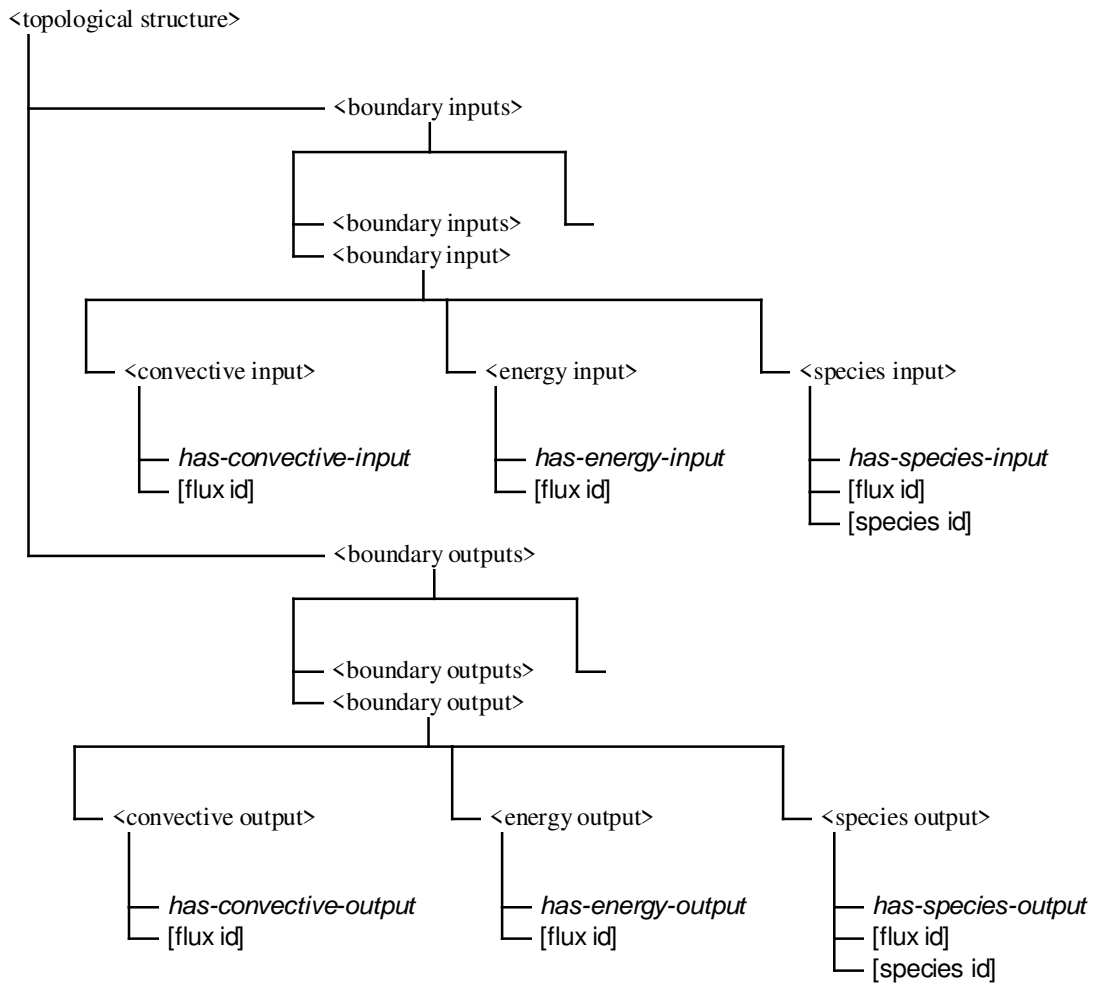 <topological structure>
<boundary inputs>
<boundary inputs>
<boundary input>
<convective input> <energy input> <species input>
has-convective-input has-energy-input has-species-input
[flux id] [flux id] [flux id]
[species id]
<boundary outputs>
<boundary outputs>
<boundary output>
<convective output> <energy output> <species output>
has-convective-output has-energy-output has-species-output
[flux id] [flux id] [flux id]
[species id]